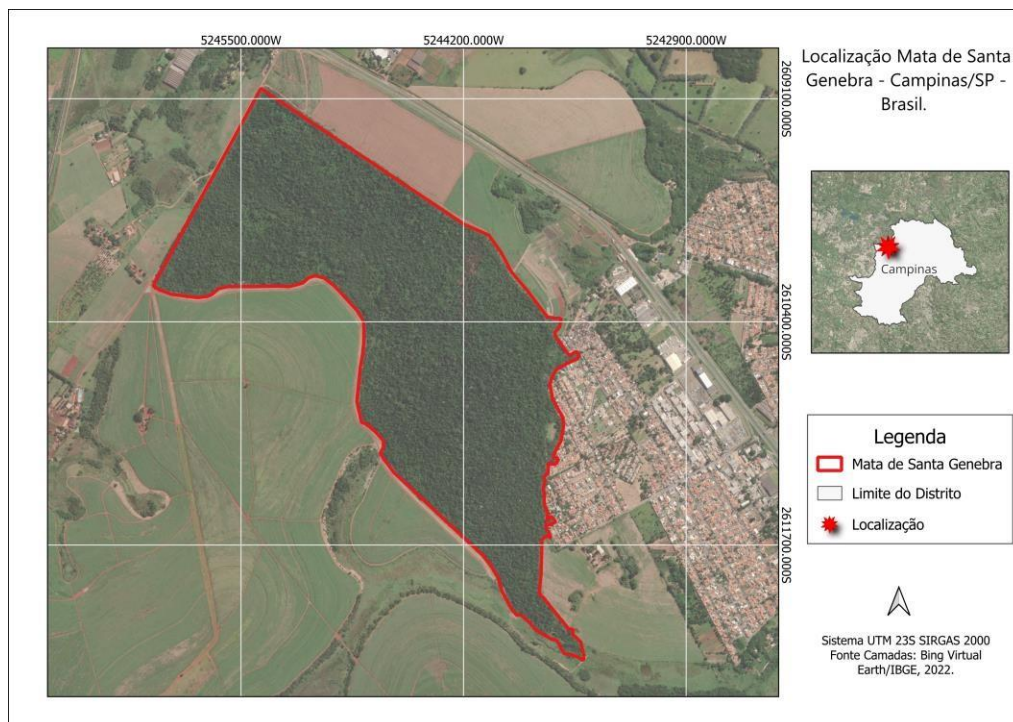 5245500.000W
5244200.000W
5242900.000W
2609100.000S
2610400.000S
2611700.000S
Localização Mata de Santa
Genebra - Campinas/SP -
Brasil.
Campinas
Legenda
Mata de Santa Genebra
Limite do Distrito
Localização
Sistema UTM 23S SIRGAS 2000
Fonte Camadas: Bing Virtual
Earth/IBGE, 2022.